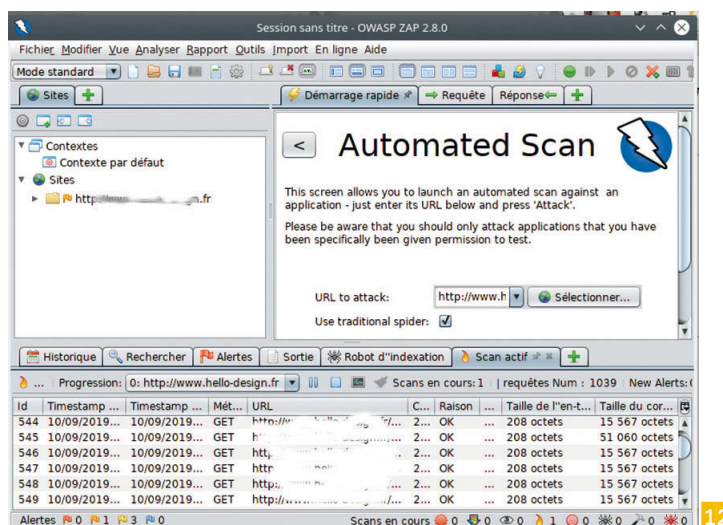 Session sans titre - OWASP ZAP 2.8.0
Fichier Modifier Vue Analyser Rapport Outils Import En ligne Aide
Mode standard
Sites
Démarrage rapide Requête Réponse
Contextes
Contexte par défaut
Sites
http .fr
<
Automated Scan
This screen allows you to launch an automated scan against an
application - just enter its URL below and press 'Attack'.
Please be aware that you should only attack applications that you have
been specifically been given permission to test.
URL to attack: http://www.h Sélectionner...
Use traditional spider:
Historique Rechercher Alertes Sortie Robot d''indexation Scan actif
... Progression: 0: http://www.hello-design.fr Scans en cours: 1 requêtes Num : 1039 New Alerts:
Id Timestamp ... Timestamp ... Mét... URL C... Raison ... Taille de l''en-t... Taille du cor...
544 10/09/2019... 10/09/2019... GET 2... OK ... 208 octets 15 567 octets
545 10/09/2019... 10/09/2019... GET 2... OK ... 208 octets 51 060 octets
546 10/09/2019... 10/09/2019... GET 2... OK ... 208 octets 15 567 octets
547 10/09/2019... 10/09/2019... GET 2... OK ... 208 octets 15 567 octets
548 10/09/2019... 10/09/2019... GET 2... OK ... 208 octets 15 567 octets
549 10/09/2019... 10/09/2019... GET 2... OK ... 208 octets 15 567 octets
Alertes 0 1 3 0 Scans en cours 0 0 0 1 0 0 0 0